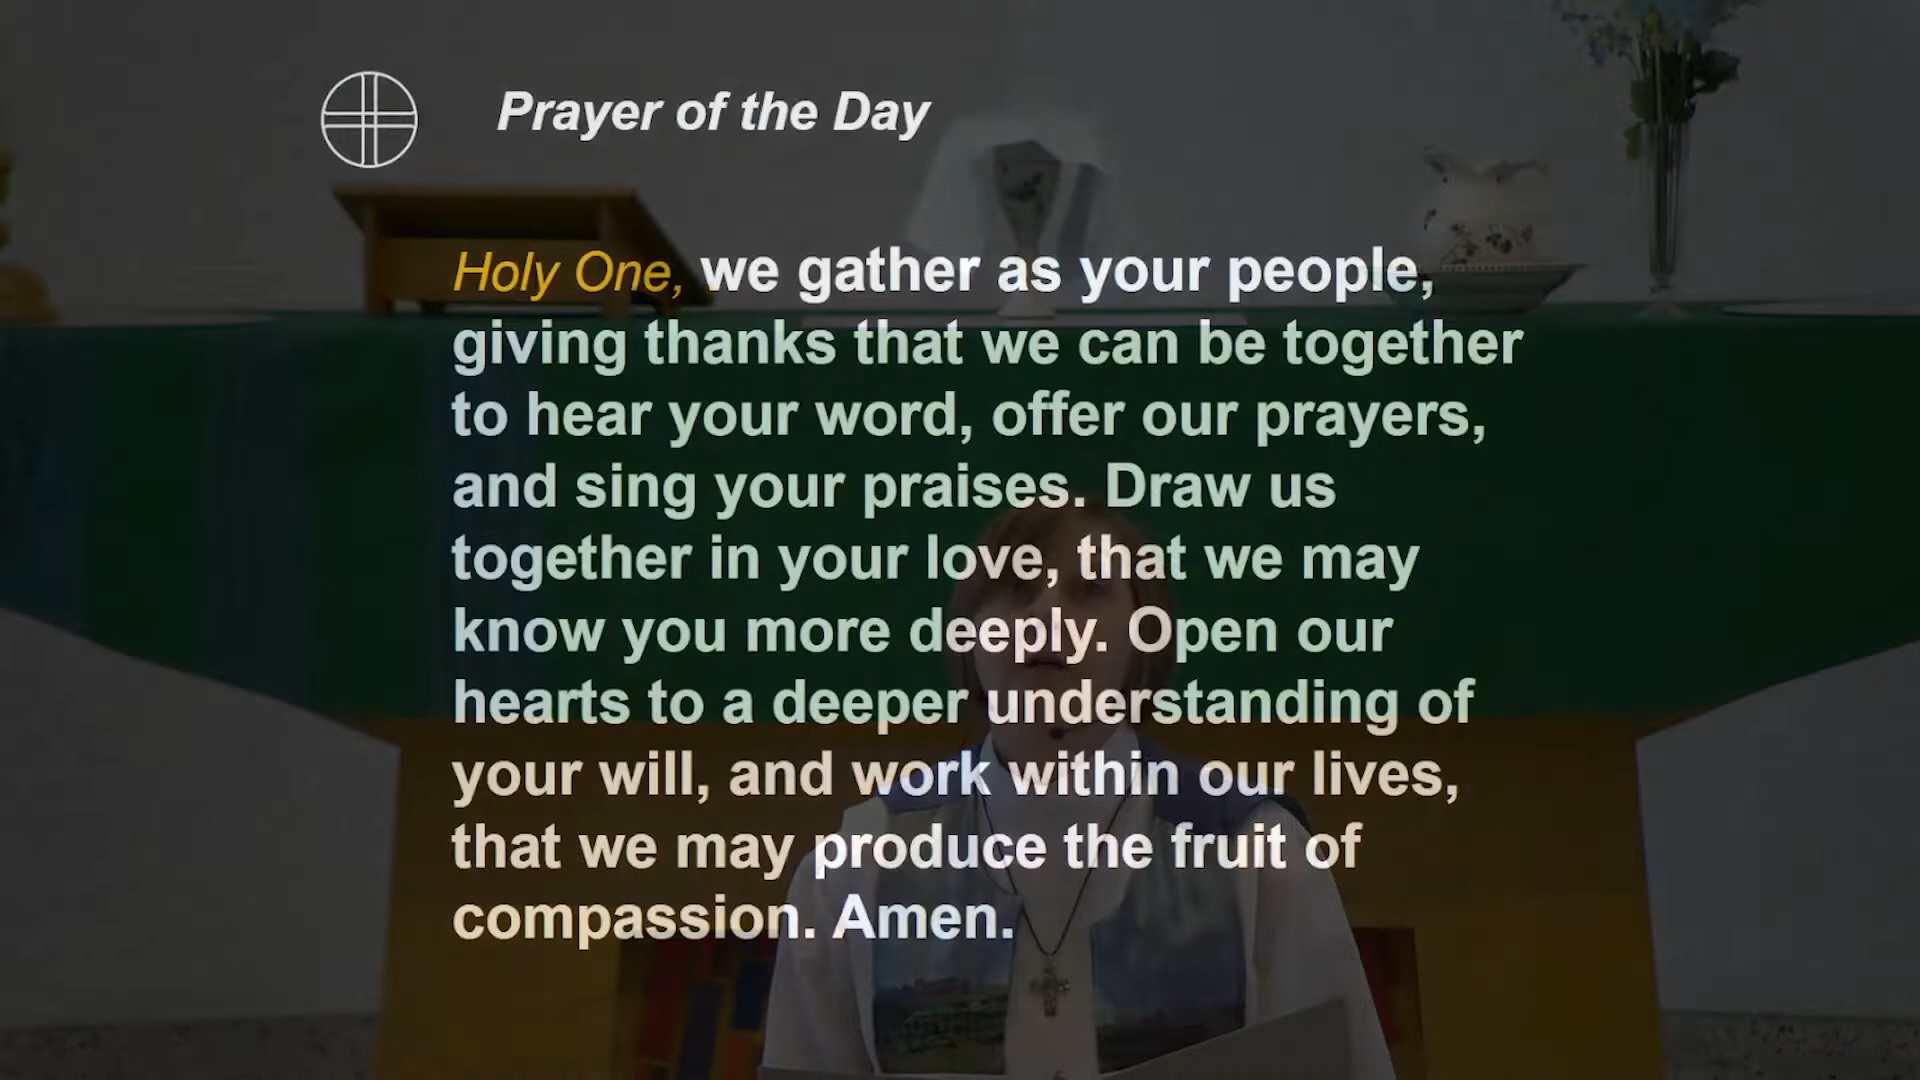 Prayer of the Day
Holy One, we gather as your people,
giving thanks that we can be together
to hear your word, offer our prayers,
and sing your praises. Draw us
together in your love, that we may
know you more deeply. Open our
hearts to a deeper understanding of
your will, and work within our lives,
that we may produce the fruit of
compassion. Amen.